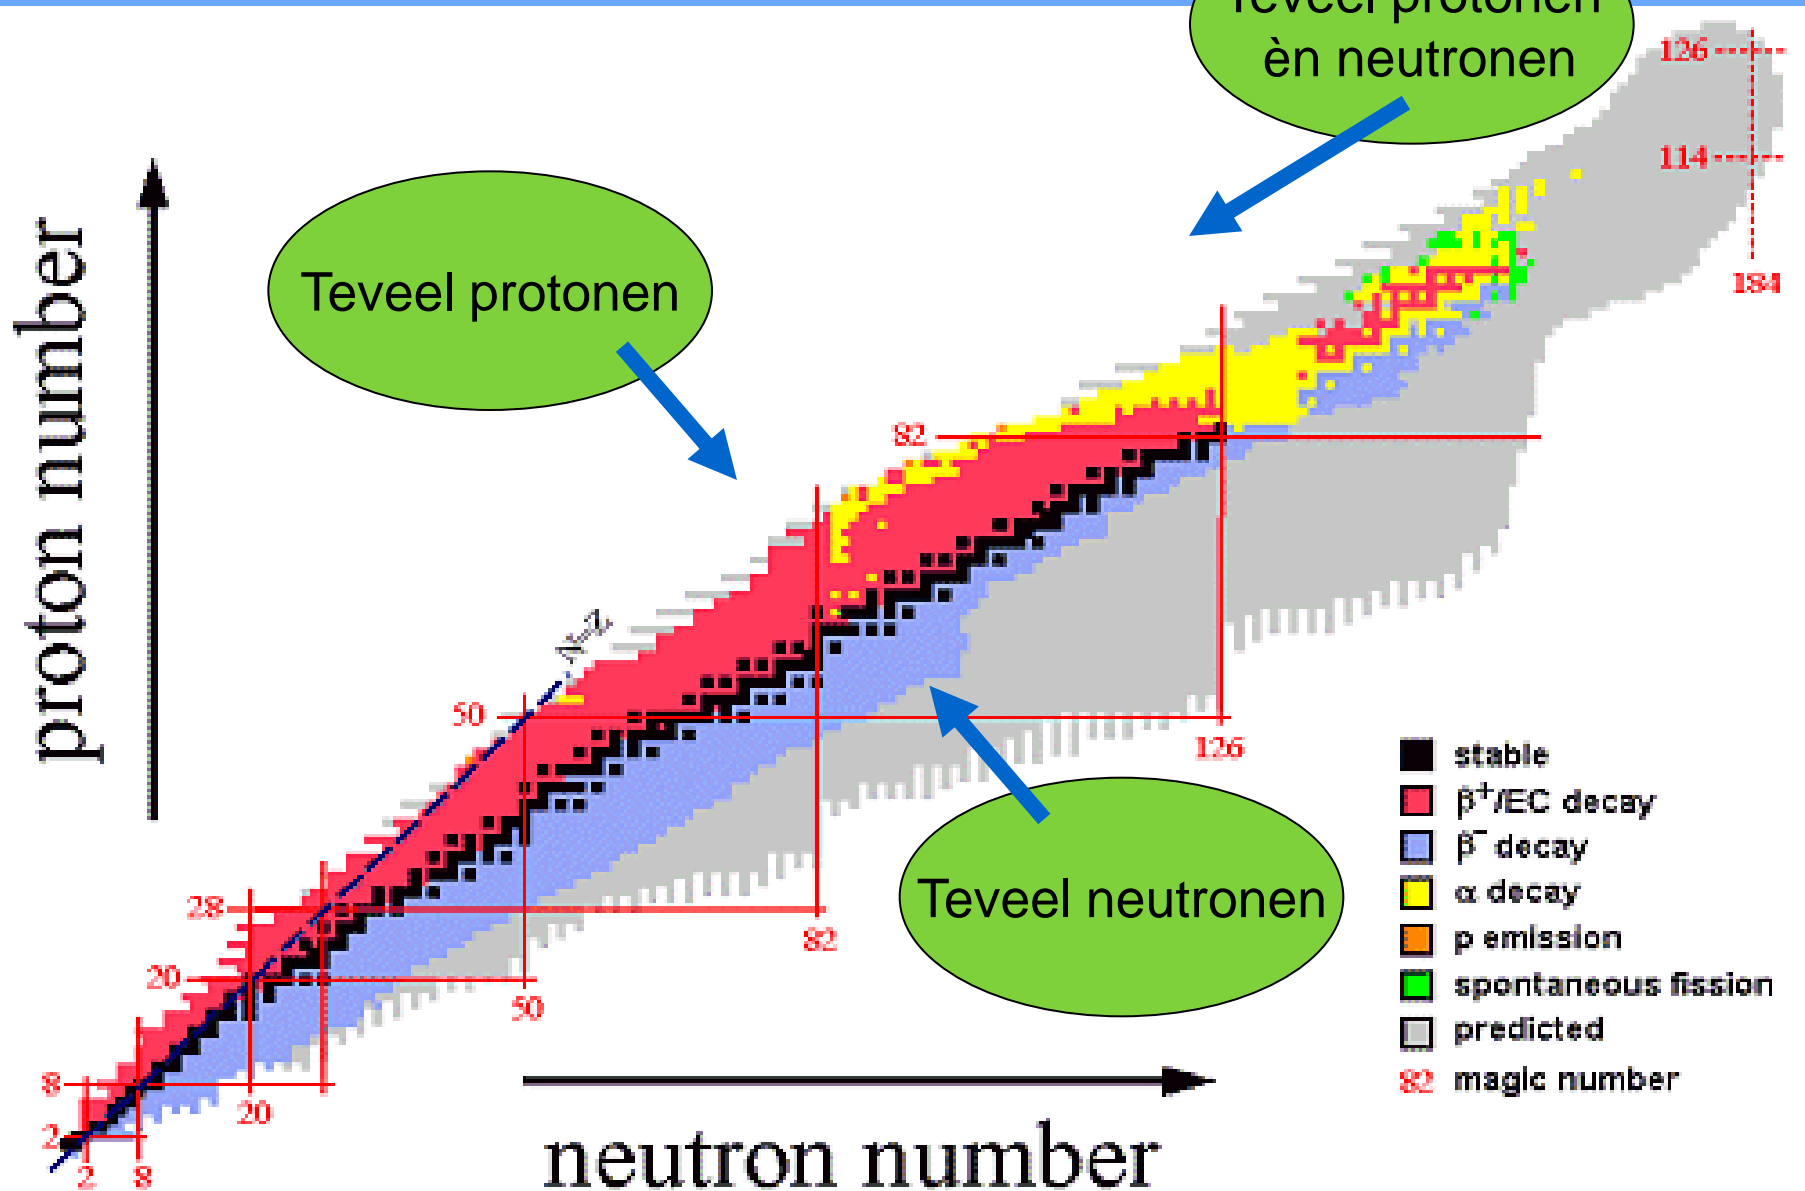 Teveel protonen
èn neutronen
126
114
184
Teveel protonen
proton number
82
N=Z
50
126
stable
β+/EC decay
β- decay
α decay
p emission
spontaneous fission
predicted
82 magic number
Teveel neutronen
28
82
20
50
8
20
2
2
8
neutron number